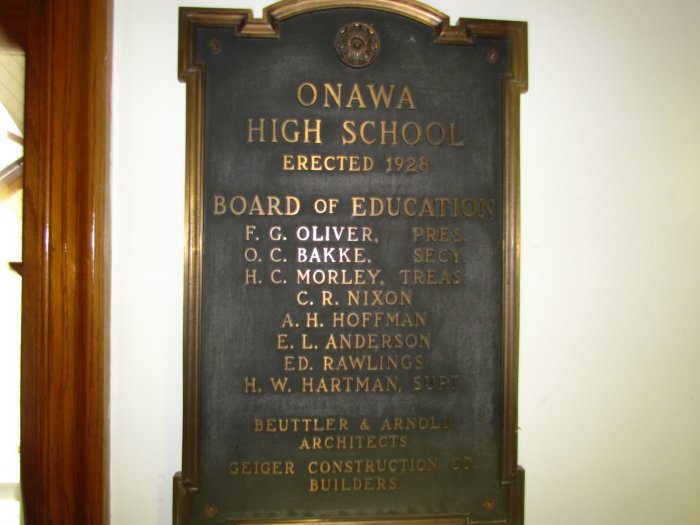 ONAWA
HIGH SCHOOL
ERECTED 1928
BOARD OF EDUCATION
F. G. OLIVER, PRES.
O. C. BAKKE, SECY.
H. C. MORLEY, TREAS.
C. R. NIXON
A. H. HOFFMAN
E. L. ANDERSON
ED. RAWLINGS
H. W. HARTMAN, SUPT.
BEUTTLER & ARNOLD
ARCHITECTS
GEIGER CONSTRUCTION CO.
BUILDERS.